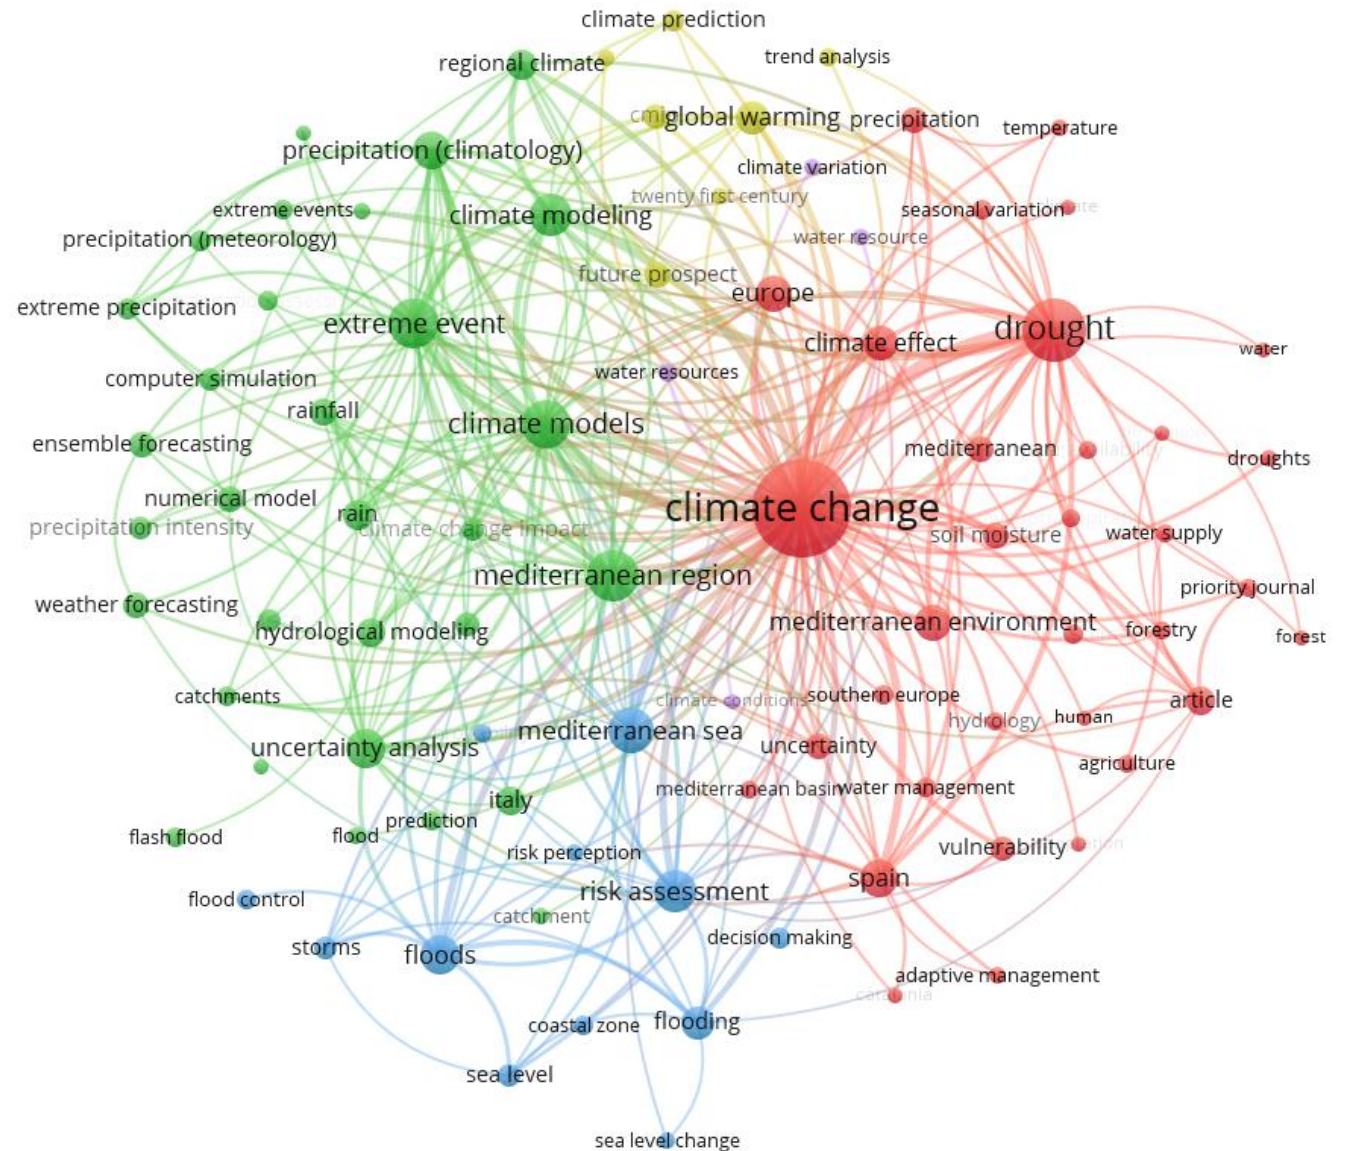 climate prediction
regional climate
trend analysis
cmi
global warming
precipitation
temperature
precipitation (climatology)
climate variation
twenty first century
extreme events
climate modeling
seasonal variation
precipitation (meteorology)
water resource
future prospect
europe
extreme precipitation
extreme event
climate effect
drought
water
computer simulation
water resources
rainfall
climate models
ensemble forecasting
mediterranean
droughts
numerical model
rain
climate change
precipitation intensity
climate change impact
soil moisture
water supply
mediterranean region
priority journal
weather forecasting
hydrological modeling
mediterranean environment
forestry
forest
catchments
climate conditions
southern europe
article
hydrology
human
uncertainty analysis
mediterranean sea
uncertainty
agriculture
mediterranean basin
water management
italy
prediction
flash flood
flood
risk perception
vulnerability
risk assessment
spain
flood control
catchment
storms
floods
decision making
adaptive management
catalonia
coastal zone
flooding
sea level
sea level change